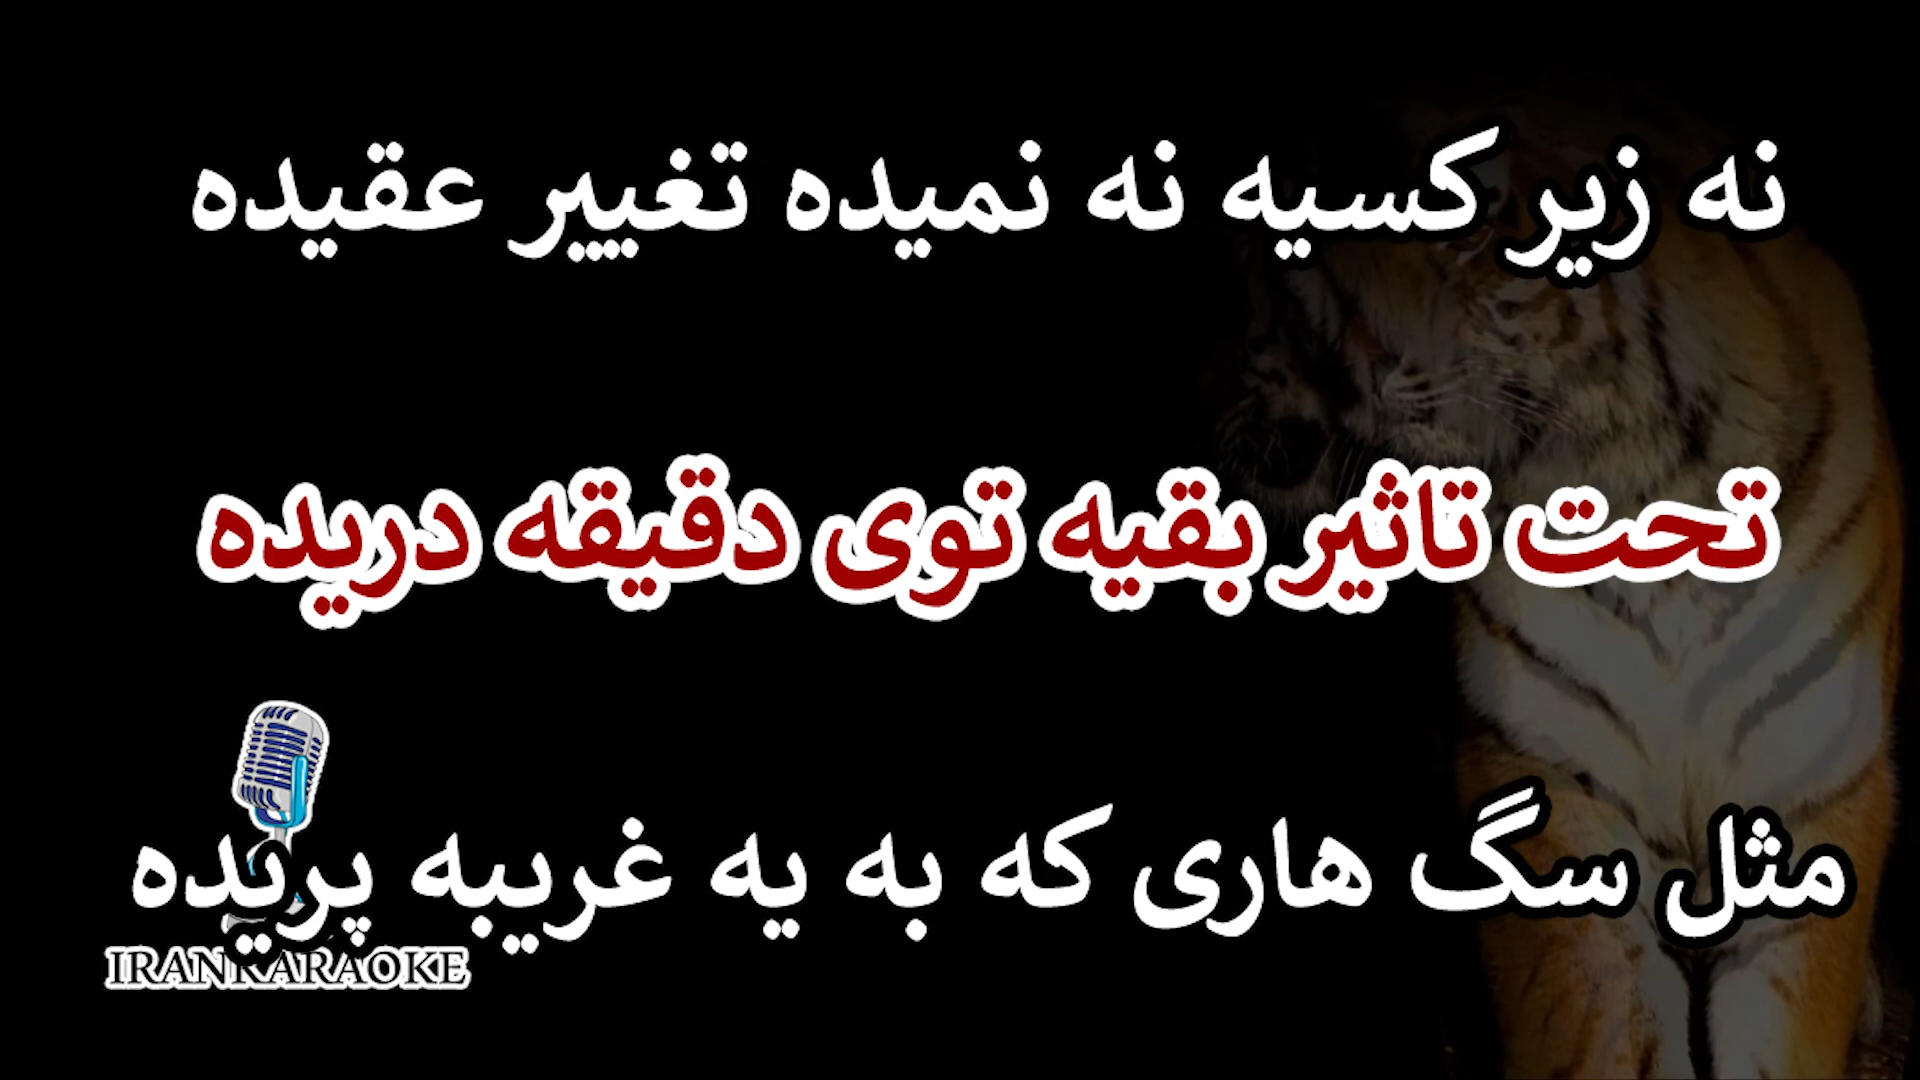 نه زیر کسیه نه نمیده تغییر عقیده
تحت تاثیر بقیه توی دقیقه دریده
مثل سگ هاری که به یه غریبه پریده
IRANKARAOKE